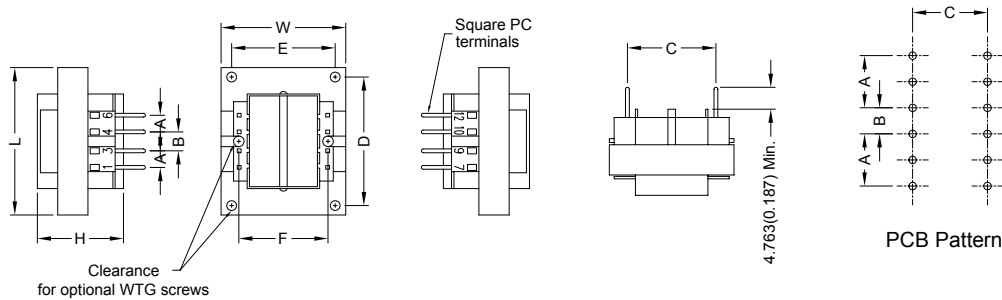 W
E
Square PC
terminals
C
C
L
6
4
3
1
A
B
A
D
12
10
9
7
A
B
A
H
F
4.763(0.187) Min.
PCB Pattern
Clearance
for optional WTG screws